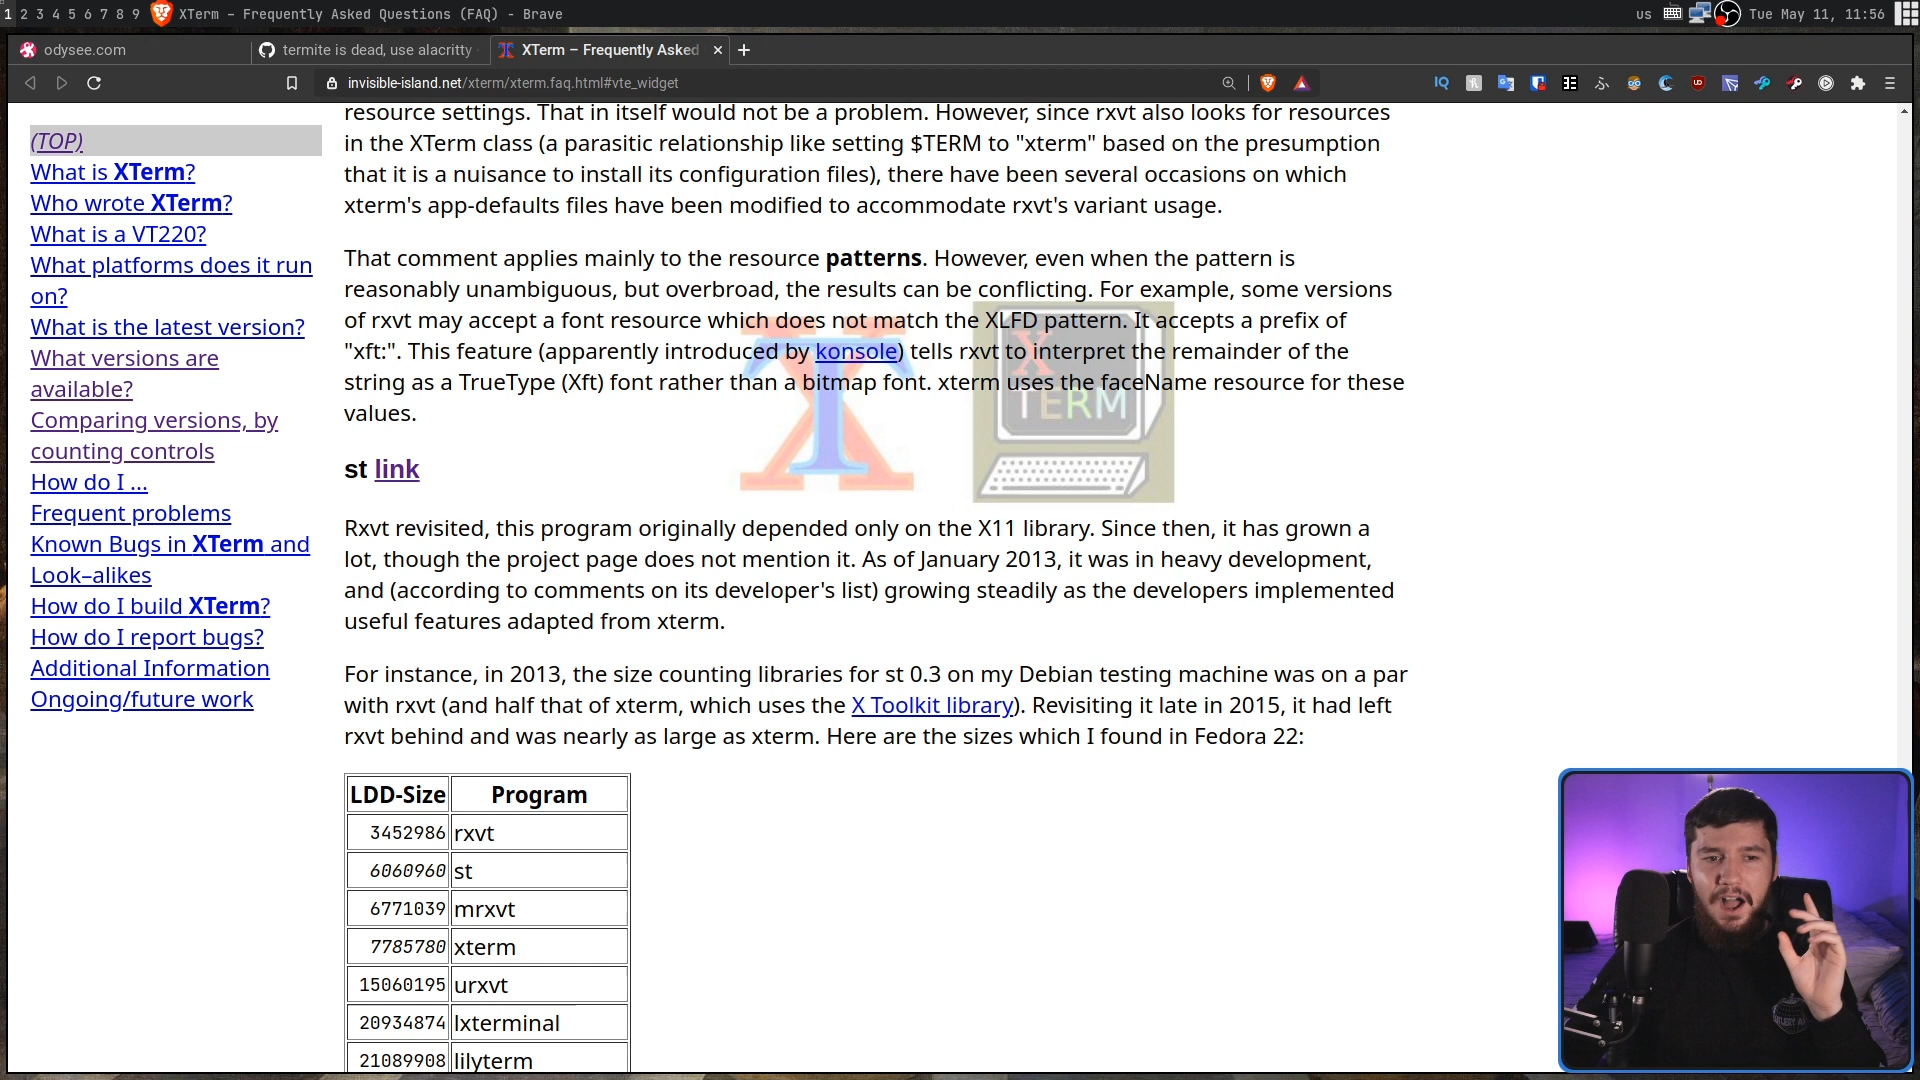 1 2 3 4 5 6 7 8 9 XTerm – Frequently Asked Questions (FAQ) - Brave
us Tue May 11, 11:56
odysee.com
termite is dead, use alacritty
XTerm – Frequently Asked
invisible-island.net/xterm/xterm.faq.html#vte_widget
(TOP)
What is XTerm?
Who wrote XTerm?
What is a VT220?
What platforms does it run
on?
What is the latest version?
What versions are
available?
Comparing versions, by
counting controls
How do I ...
Frequent problems
Known Bugs in XTerm and
Look–alikes
How do I build XTerm?
How do I report bugs?
Additional Information
Ongoing/future work
resource settings. That in itself would not be a problem. However, since rxvt also looks for resources
in the XTerm class (a parasitic relationship like setting $TERM to "xterm" based on the presumption
that it is a nuisance to install its configuration files), there have been several occasions on which
xterm's app-defaults files have been modified to accommodate rxvt's variant usage.
That comment applies mainly to the resource patterns. However, even when the pattern is
reasonably unambiguous, but overbroad, the results can be conflicting. For example, some versions
of rxvt may accept a font resource which does not match the XLFD pattern. It accepts a prefix of
"xft:". This feature (apparently introduced by konsole) tells rxvt to interpret the remainder of the
string as a TrueType (Xft) font rather than a bitmap font. xterm uses the faceName resource for these
values.
X
TERM
st link
Rxvt revisited, this program originally depended only on the X11 library. Since then, it has grown a
lot, though the project page does not mention it. As of January 2013, it was in heavy development,
and (according to comments on its developer's list) growing steadily as the developers implemented
useful features adapted from xterm.
For instance, in 2013, the size counting libraries for st 0.3 on my Debian testing machine was on a par
with rxvt (and half that of xterm, which uses the X Toolkit library). Revisiting it late in 2015, it had left
rxvt behind and was nearly as large as xterm. Here are the sizes which I found in Fedora 22:
LDD-Size Program
3452986 rxvt
6060960 st
6771039 mrxvt
7785780 xterm
15060195 urxvt
20934874 lxterminal
21089908 lilyterm